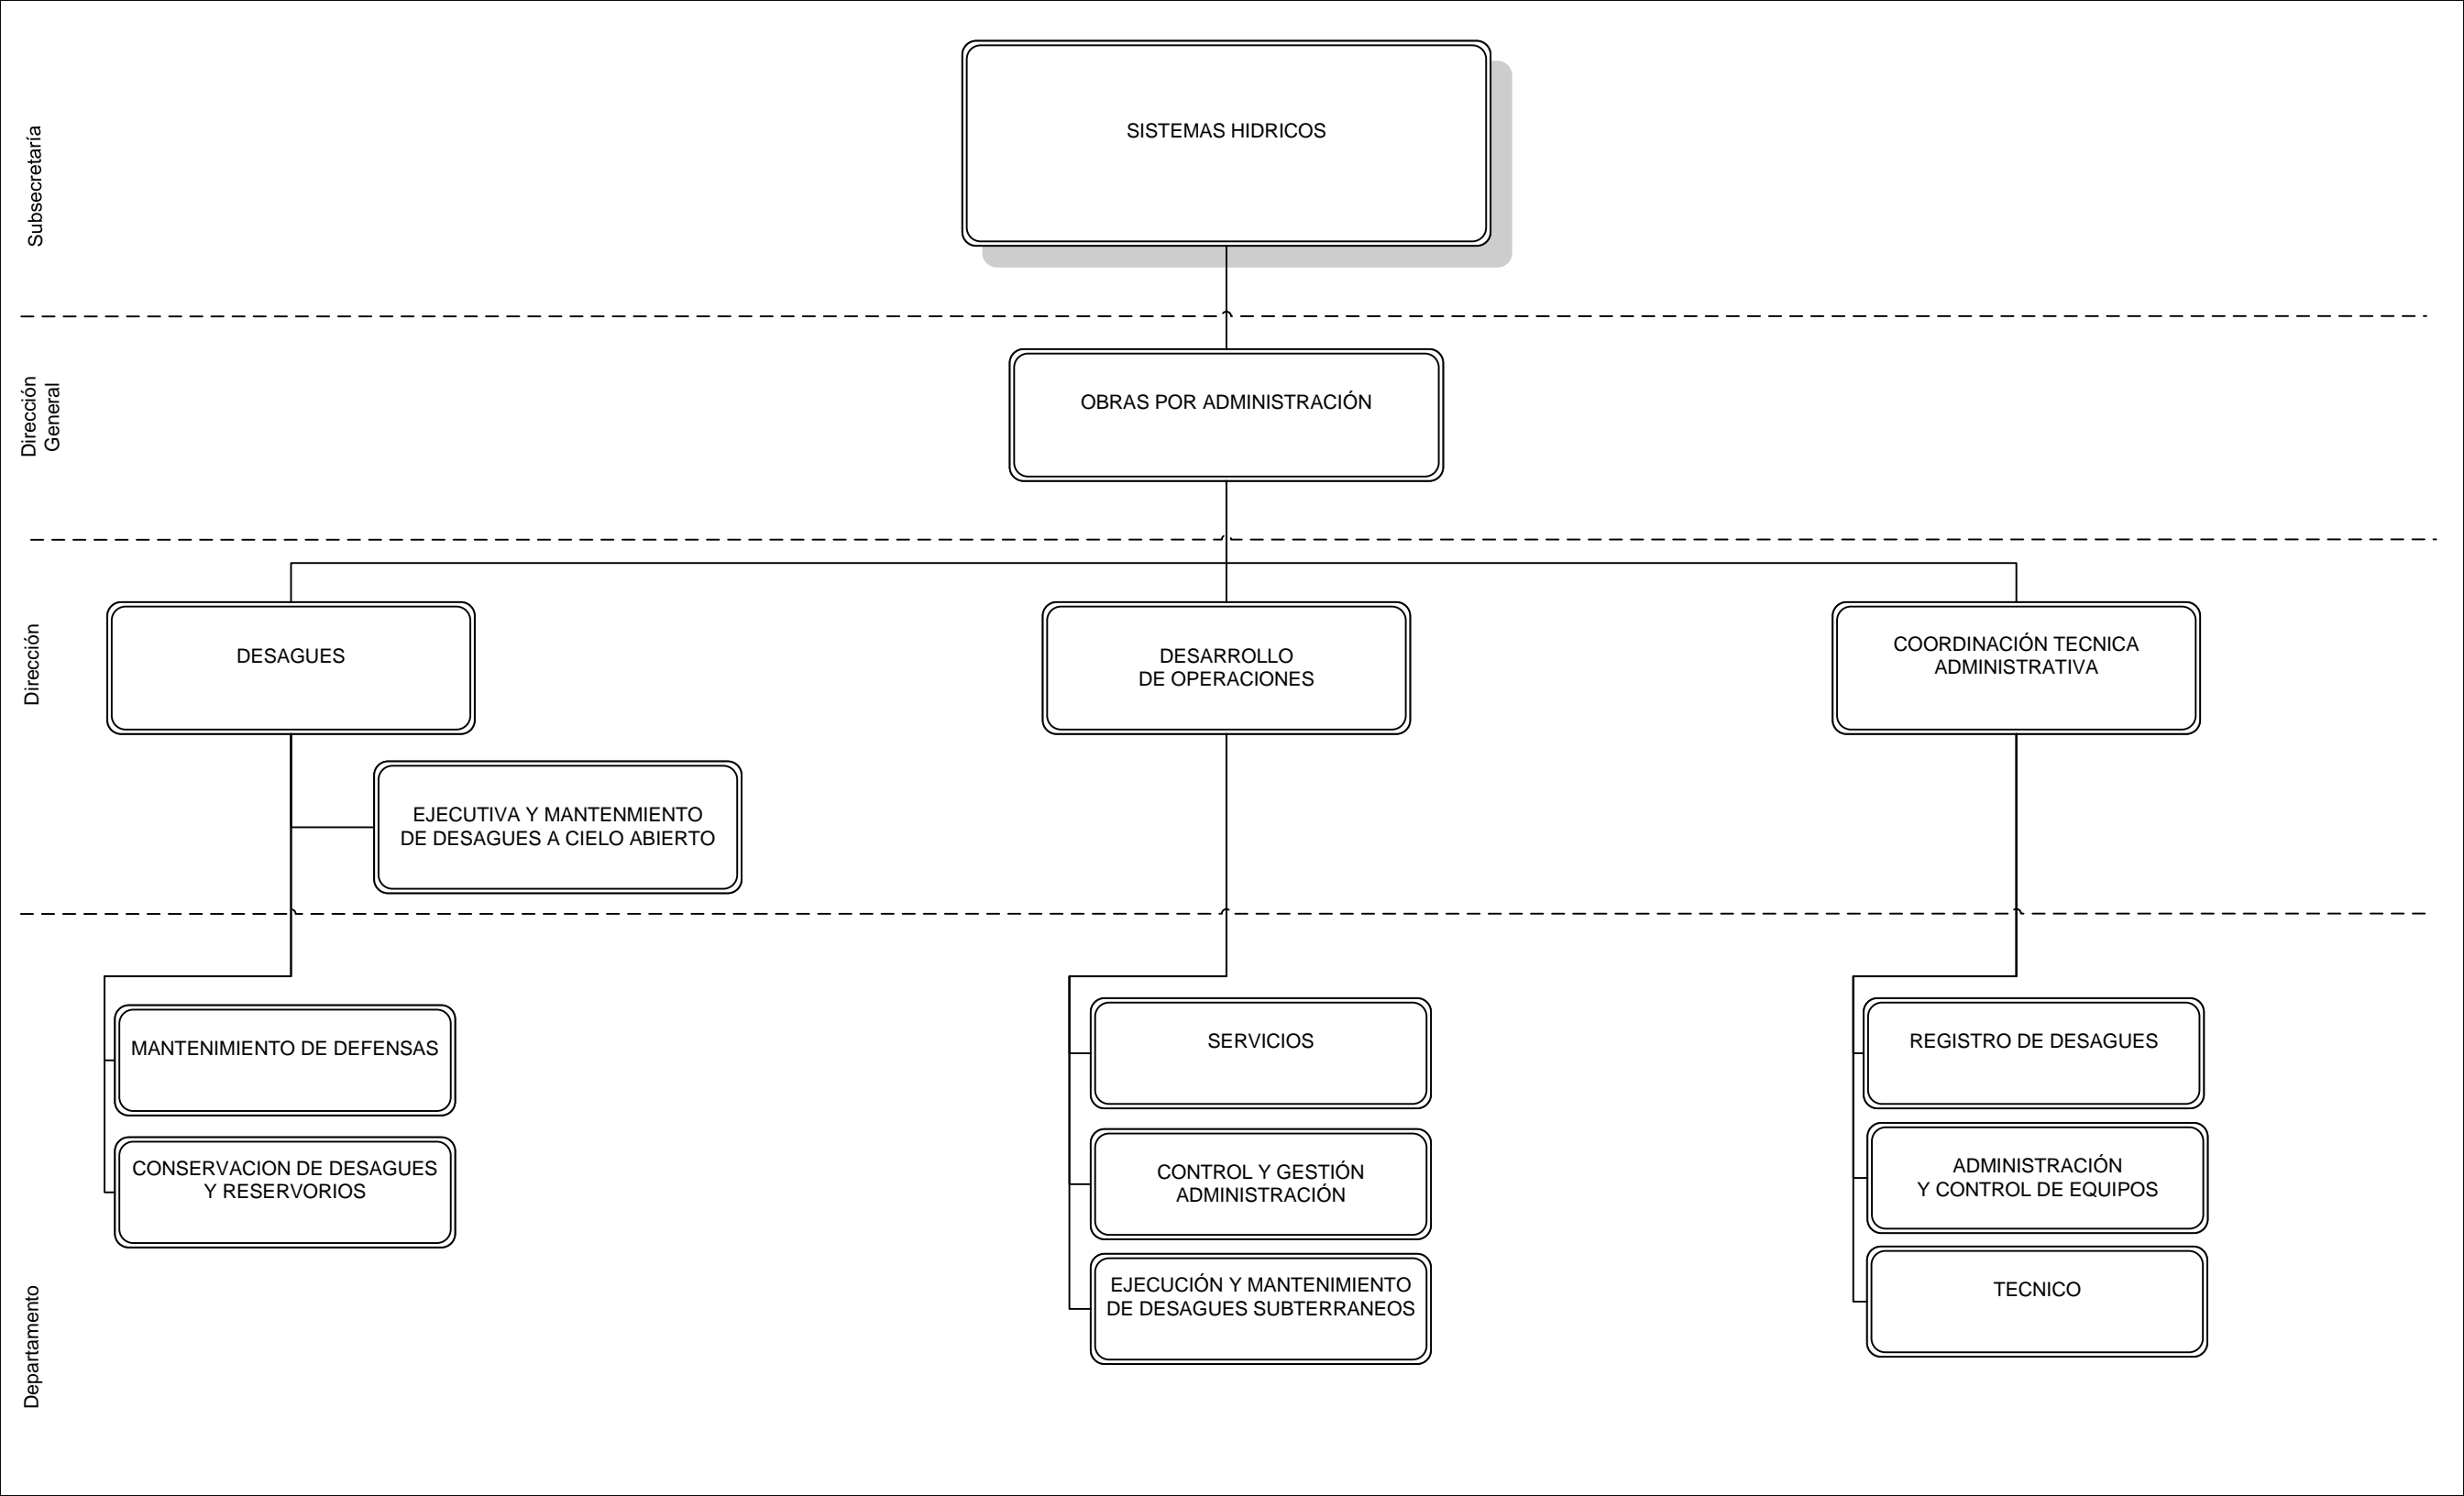 Subsecretaría
SISTEMAS HIDRICOS
Dirección
General
OBRAS POR ADMINISTRACIÓN
Dirección
DESAGUES
DESARROLLO
DE OPERACIONES
COORDINACIÓN TECNICA
ADMINISTRATIVA
EJECUTIVA Y MANTENMIENTO
DE DESAGUES A CIELO ABIERTO
Departamento
MANTENIMIENTO DE DEFENSAS
CONSERVACION DE DESAGUES
Y RESERVORIOS
SERVICIOS
CONTROL Y GESTIÓN
ADMINISTRACIÓN
EJECUCIÓN Y MANTENIMIENTO
DE DESAGUES SUBTERRANEOS
REGISTRO DE DESAGUES
ADMINISTRACIÓN
Y CONTROL DE EQUIPOS
TECNICO